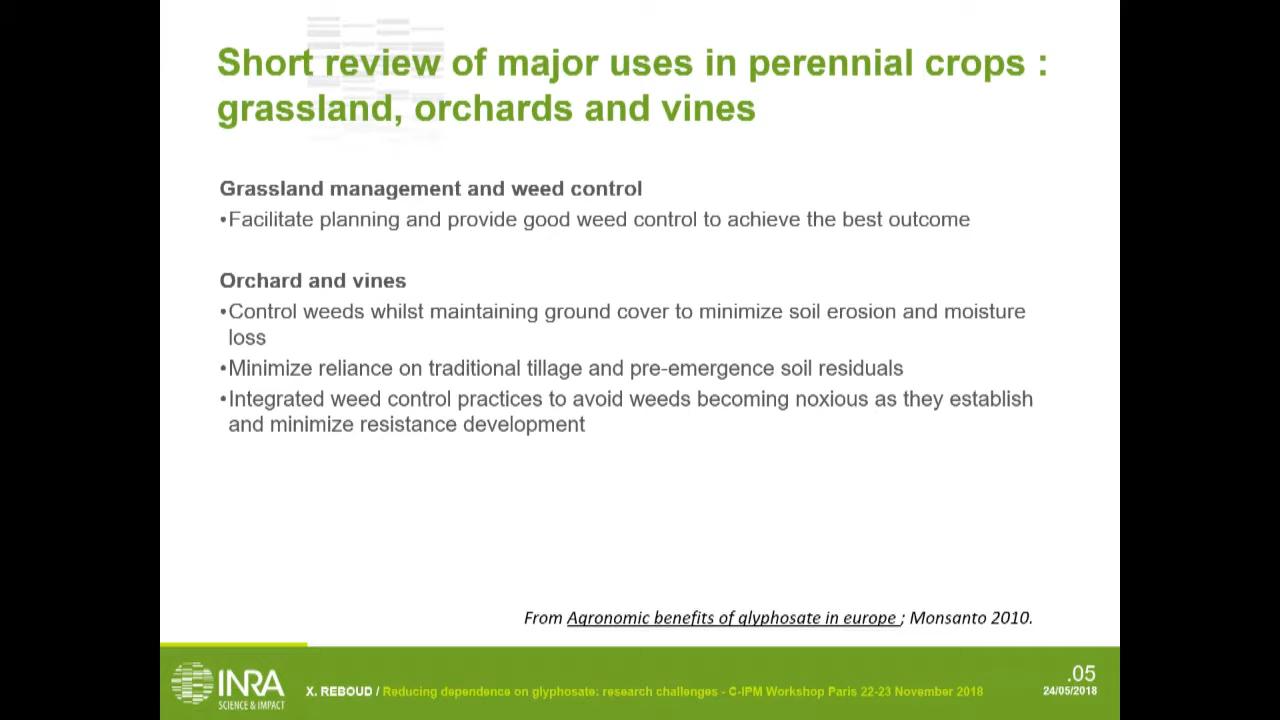 Short review of major uses in perennial crops :
grassland, orchards and vines
Grassland management and weed control
•Facilitate planning and provide good weed control to achieve the best outcome
Orchard and vines
•Control weeds whilst maintaining ground cover to minimize soil erosion and moisture
loss
•Minimize reliance on traditional tillage and pre-emergence soil residuals
•Integrated weed control practices to avoid weeds becoming noxious as they establish
and minimize resistance development
From Agronomic benefits of glyphosate in europe ; Monsanto 2010.
INRA
SCIENCE & IMPACT
X. REBOUD / Reducing dependence on glyphosate: research challenges - C-IPM Workshop Paris 22-23 November 2018
.05
24/05/2018